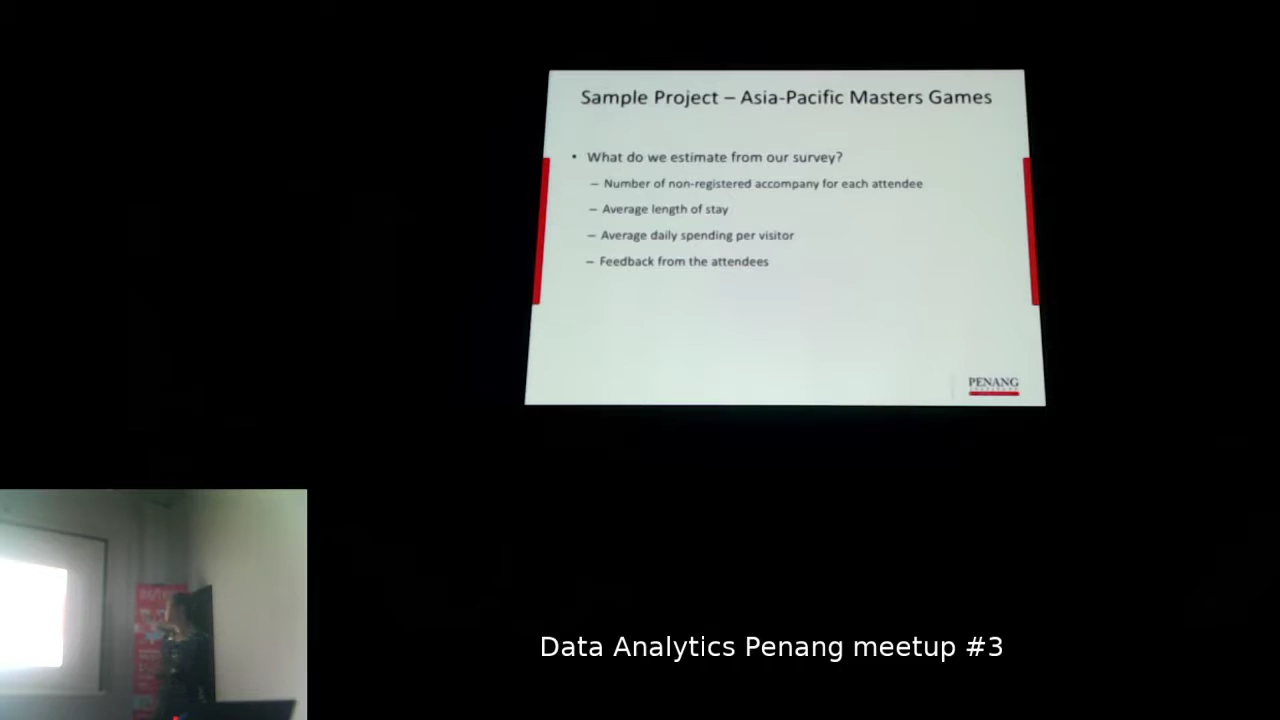 Sample Project – Asia-Pacific Masters Games
• What do we estimate from our survey?
– Number of non-registered accompany for each attendee
– Average length of stay
– Average daily spending per visitor
– Feedback from the attendees
PENANG
Data Analytics Penang meetup #3